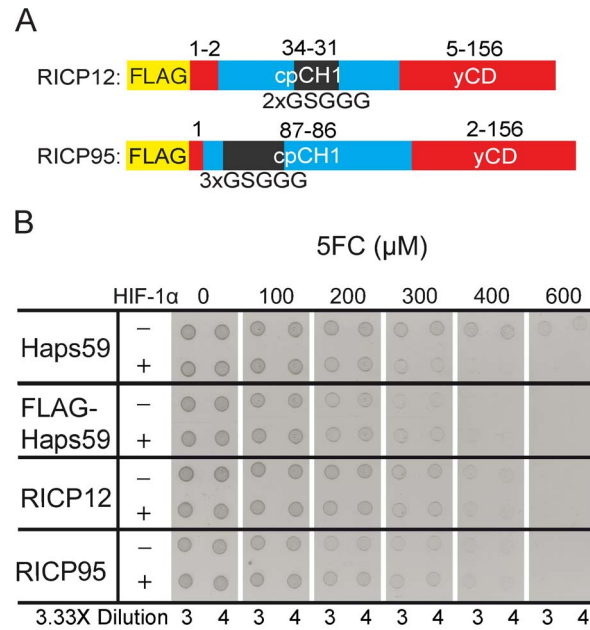 A
1-2 34-31 5-156
RICP12: FLAG cpCH1 yCD
2xGSGGG
1 87-86 2-156
RICP95: FLAG cpCH1 yCD
3xGSGGG
B
5FC (µM)
HIF-1α 0 100 200 300 400 600
Haps59 – +
FLAG-Haps59 – +
RICP12 – +
RICP95 – +
3.33X Dilution 3 4 3 4 3 4 3 4 3 4 3 4